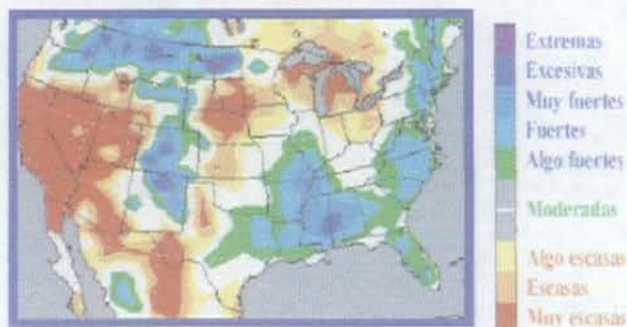 Extremas
Excesivas
Muy fuertes
Fuertes
Algo fuertes
Moderadas
Algo escasas
Escasas
Muy escasas